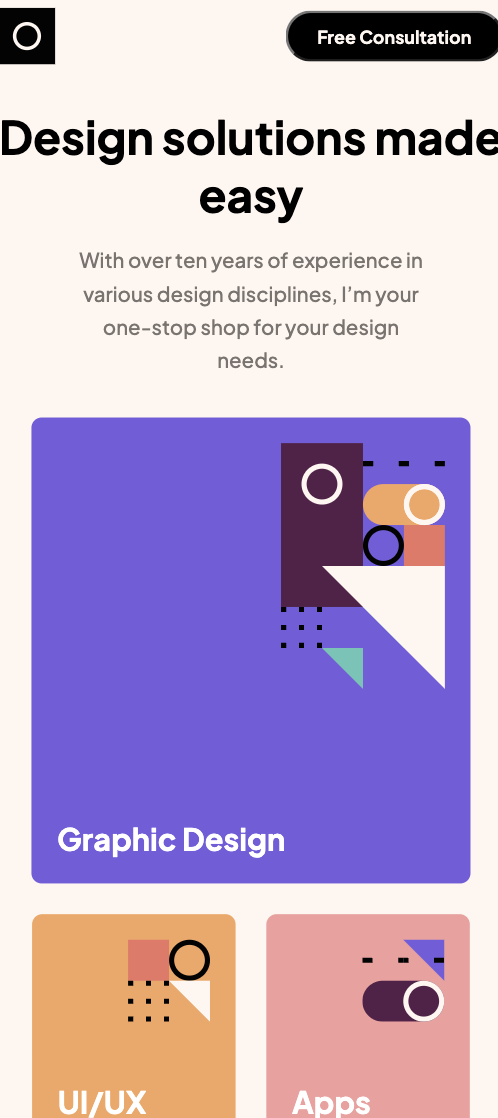 Free Consultation
Design solutions made
easy
With over ten years of experience in
various design disciplines, I’m your
one-stop shop for your design
needs.
Graphic Design
UI/UX
Apps